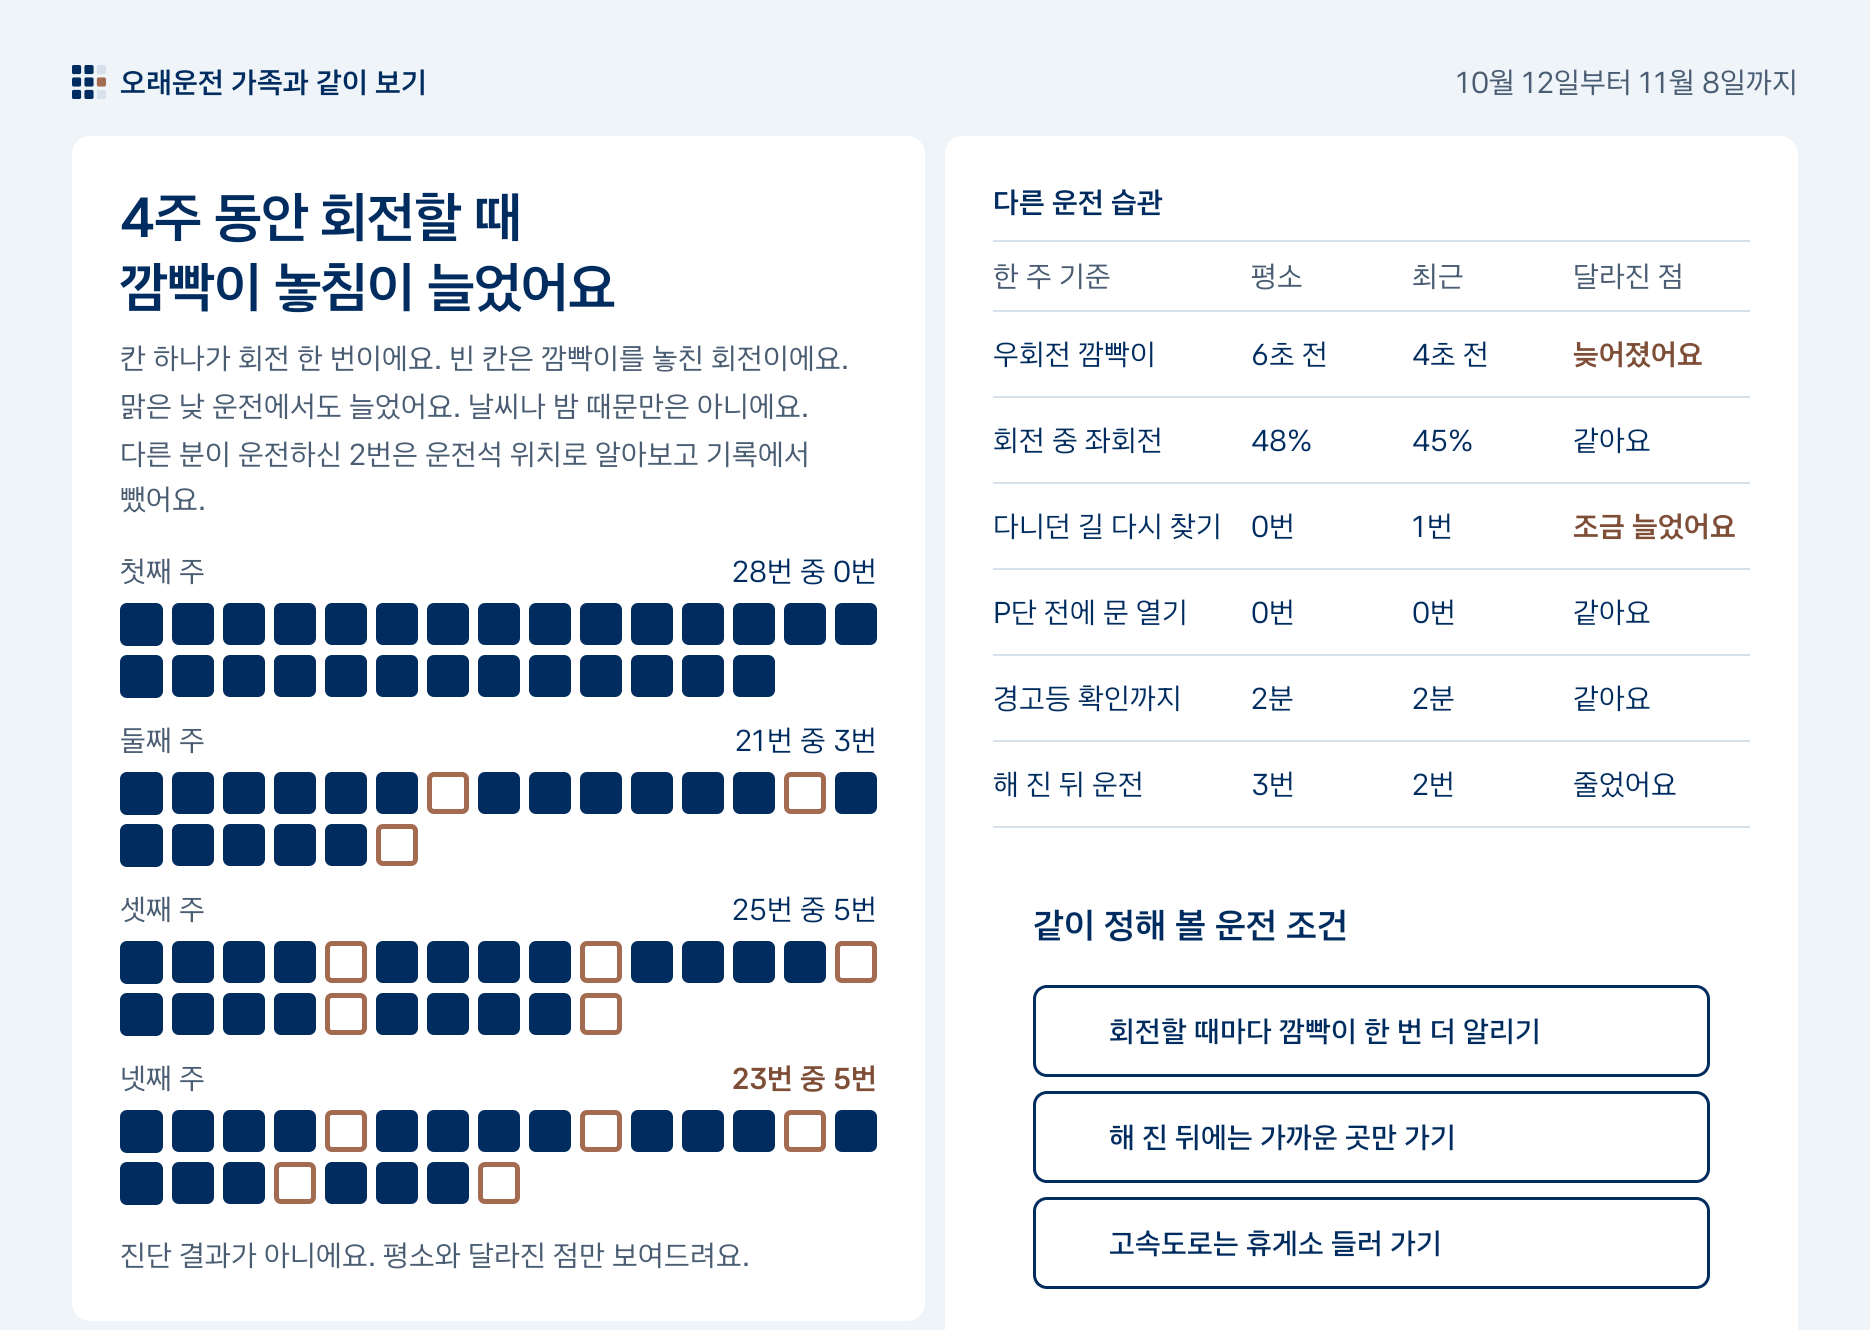 오래운전 가족과 같이 보기
10월 12일부터 11월 8일까지
4주 동안 회전할 때
깜빡이 놓침이 늘었어요
칸 하나가 회전 한 번이에요. 빈 칸은 깜빡이를 놓친 회전이에요.
맑은 낮 운전에서도 늘었어요. 날씨나 밤 때문만은 아니에요.
다른 분이 운전하신 2번은 운전석 위치로 알아보고 기록에서
뺐어요.
첫째 주 28번 중 0번
둘째 주 21번 중 3번
셋째 주 25번 중 5번
넷째 주 23번 중 5번
진단 결과가 아니에요. 평소와 달라진 점만 보여드려요.
다른 운전 습관
한 주 기준 평소 최근 달라진 점
우회전 깜빡이 6초 전 4초 전 늦어졌어요
회전 중 좌회전 48% 45% 같아요
다니던 길 다시 찾기 0번 1번 조금 늘었어요
P단 전에 문 열기 0번 0번 같아요
경고등 확인까지 2분 2분 같아요
해 진 뒤 운전 3번 2번 줄었어요
같이 정해 볼 운전 조건
회전할 때마다 깜빡이 한 번 더 알리기
해 진 뒤에는 가까운 곳만 가기
고속도로는 휴게소 들러 가기